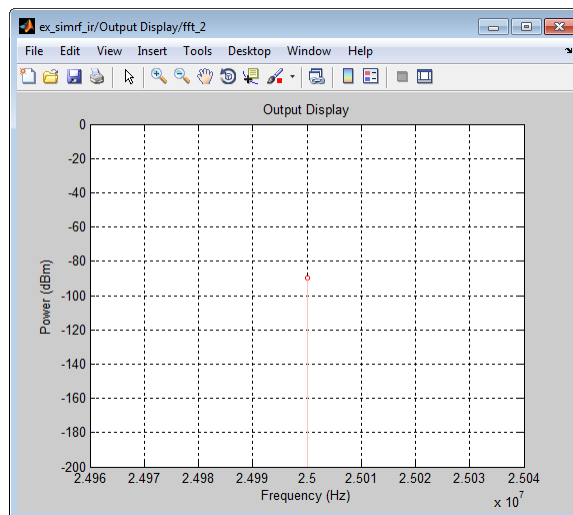 ex_simrf_ir/Output Display/fft_2
File Edit View Insert Tools Desktop Window Help
Output Display
0
-20
-40
-60
-80
-100
-120
-140
-160
-180
-200
Power (dBm)
2.496 2.497 2.498 2.499 2.5 2.501 2.502 2.503 2.504
Frequency (Hz)
x 10^7